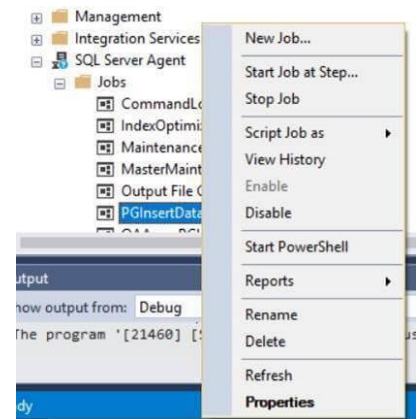 Management
Integration Services
SQL Server Agent
Jobs
CommandLo
IndexOptimi
Maintenance
MasterMaint
Output File C
PGInsertData
New Job...
Start Job at Step...
Stop Job
Script Job as
View History
Enable
Disable
Start PowerShell
Reports
Rename
Delete
Refresh
Properties
utput
how output from: Debug
The program '[21460] [S
us
dy